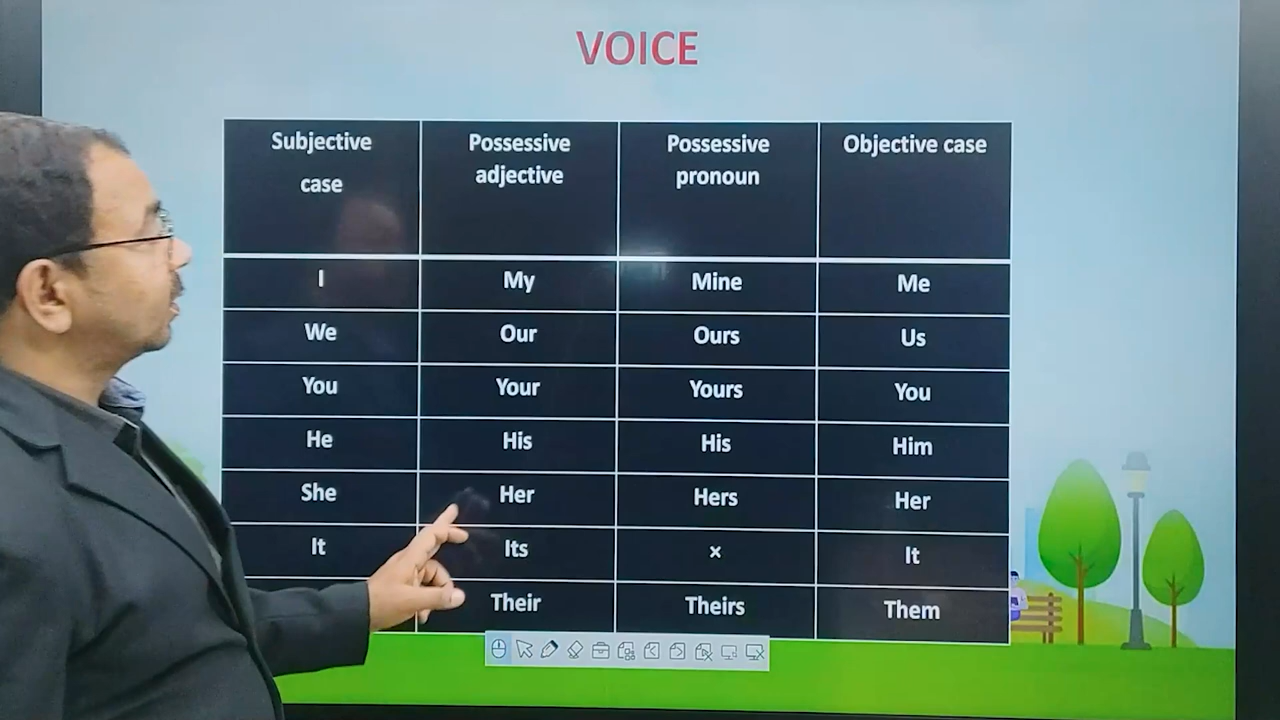 VOICE
Subjective case Possessive adjective Possessive pronoun Objective case
I My Mine Me
We Our Ours Us
You Your Yours You
He His His Him
She Her Hers Her
It Its × It
Their Theirs Them